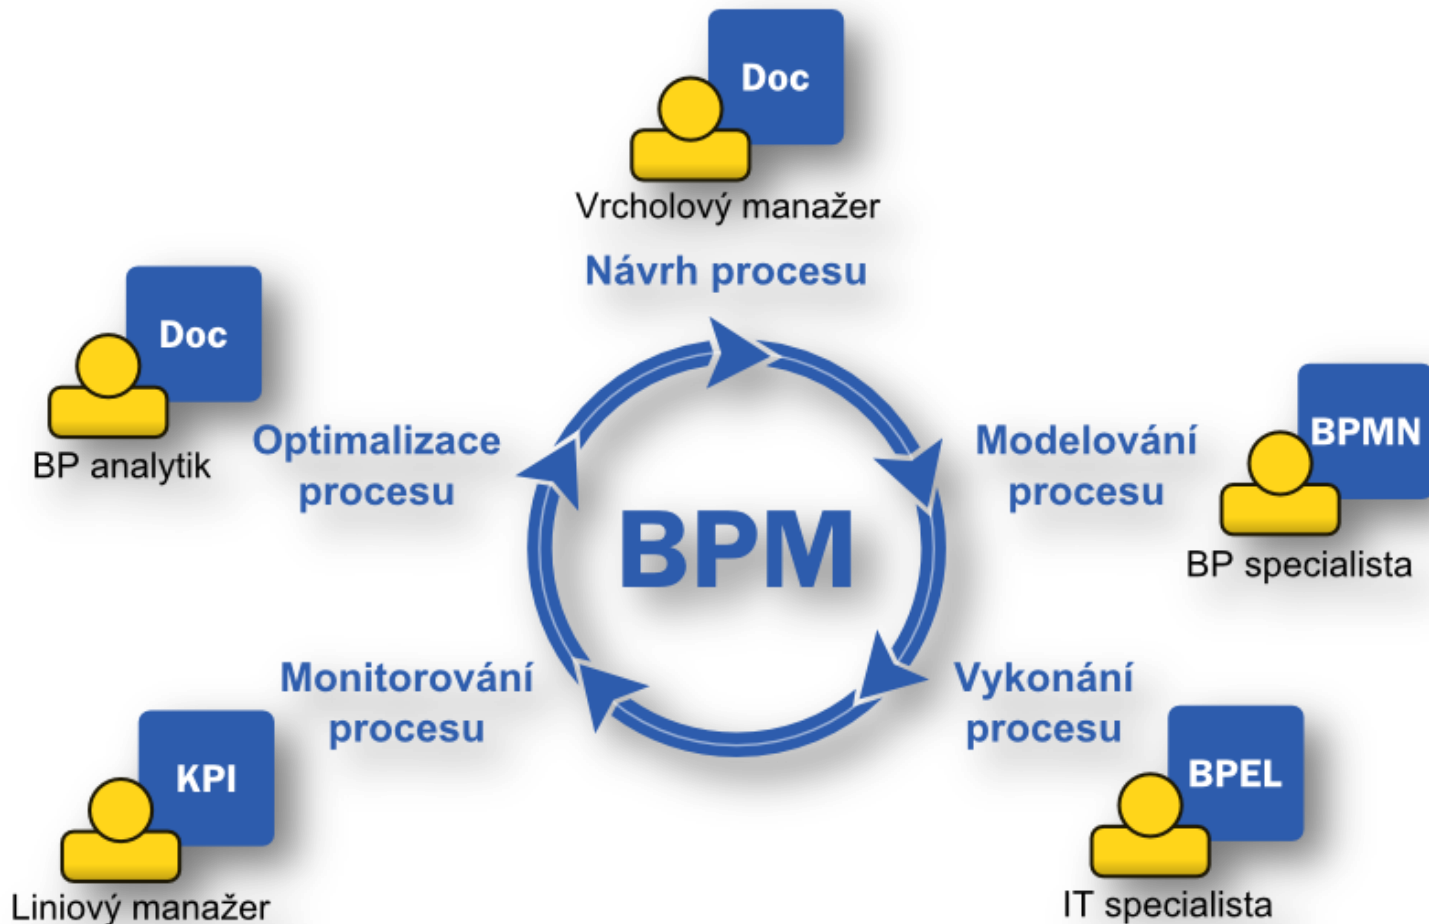 Doc
Vrcholový manažer
Návrh procesu
Doc
BP analytik
Optimalizace
procesu
Modelování
procesu
BPMN
BP specialista
BPM
Monitorování
procesu
KPI
Liniový manažer
Vykonání
procesu
BPEL
IT specialista